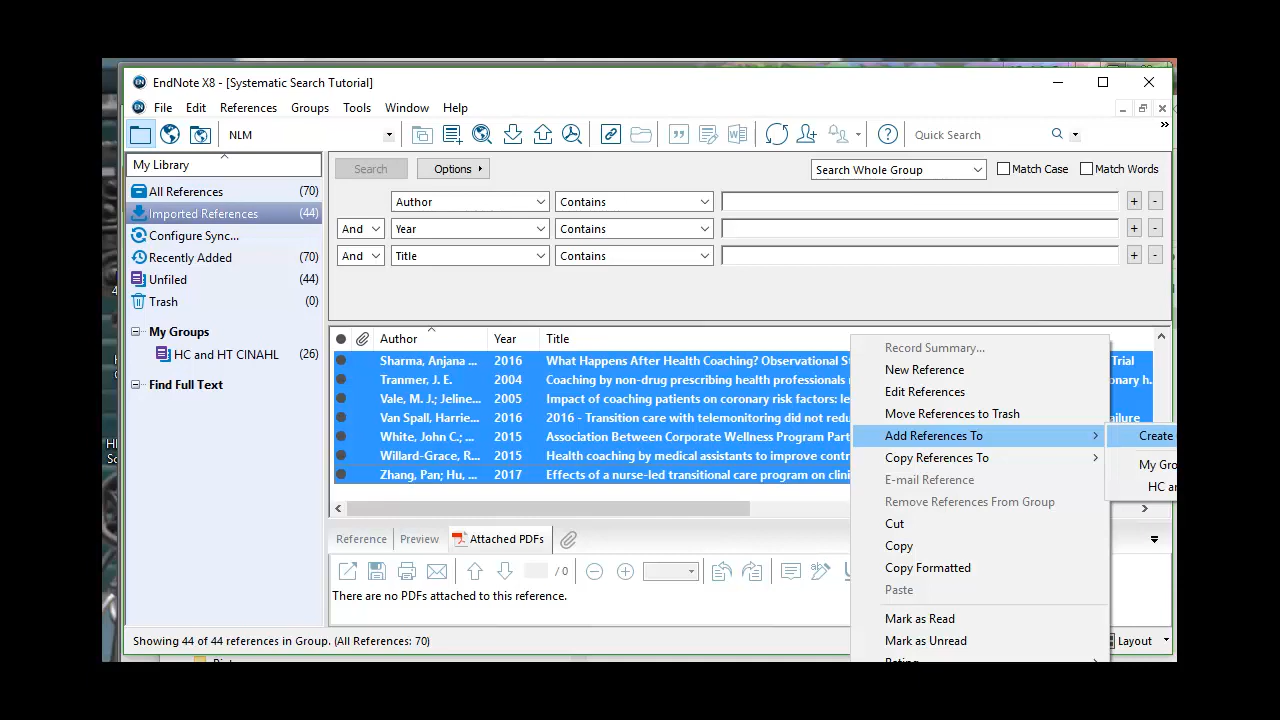 EndNote X8 - [Systematic Search Tutorial]
File Edit References Groups Tools Window Help
NLM Quick Search
My Library Search Options Search Whole Group Match Case Match Words
All References (70)
Imported References (44)
Configure Sync...
Recently Added (70)
Unfiled (44)
Trash (0)
My Groups
HC and HT CINAHL (26)
Find Full Text
Author Contains
And Year Contains
And Title Contains
Author Year Title
Sharma, Anjana ... 2016 What Happens After Health Coaching? Observational S Trial
Tranmer, J. E. 2004 Coaching by non-drug prescribing health professionals onary h...
Vale, M. J.; Jeline... 2005 Impact of coaching patients on coronary risk factors: le
Van Spall, Harrie... 2016 2016 - Transition care with telemonitoring did not redu ailure
White, John C.; ... 2015 Association Between Corporate Wellness Program Part
Willard-Grace, R... 2015 Health coaching by medical assistants to improve contr
Zhang, Pan; Hu, ... 2017 Effects of a nurse-led transitional care program on clini
Record Summary...
New Reference
Edit References
Move References to Trash
Add References To
Copy References To
E-mail Reference
Remove References From Group
Cut
Copy
Copy Formatted
Paste
Mark as Read
Mark as Unread
Create
My Gro
HC an
Reference Preview Attached PDFs
/ 0
There are no PDFs attached to this reference.
Showing 44 of 44 references in Group. (All References: 70) Layout